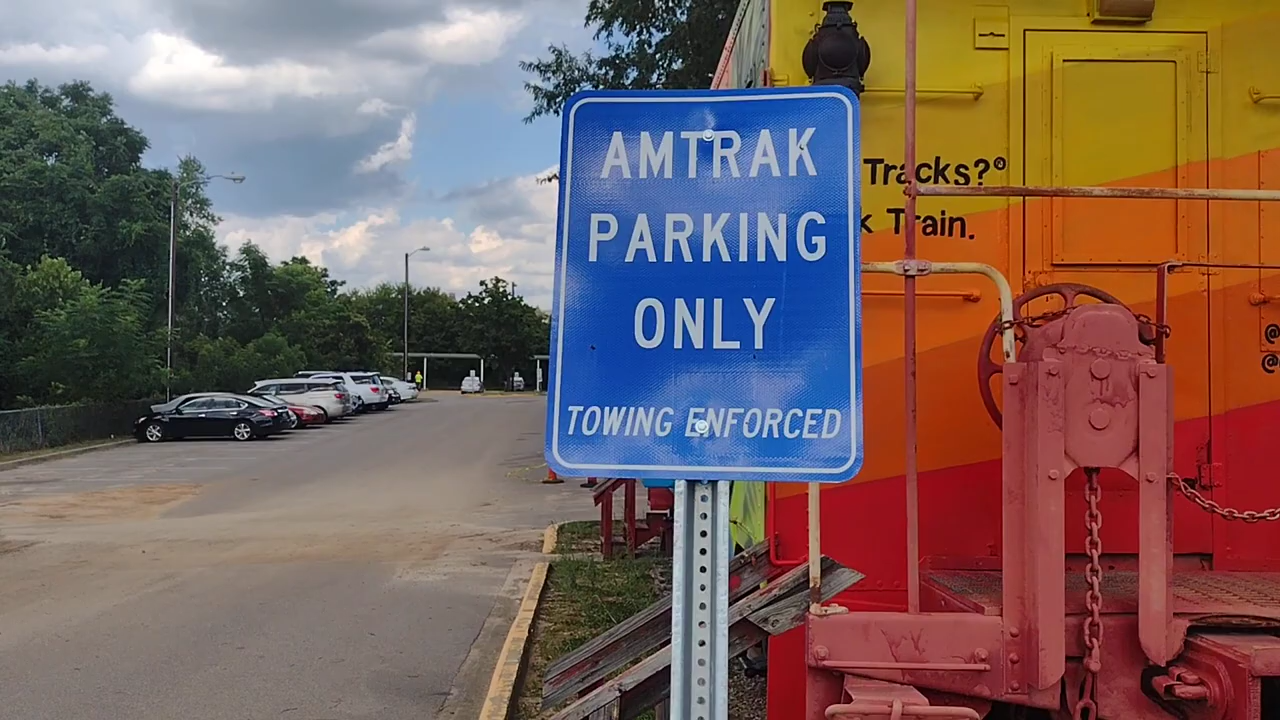 AMTRAK
PARKING
ONLY
TOWING ENFORCED
Tracks?®
Train.